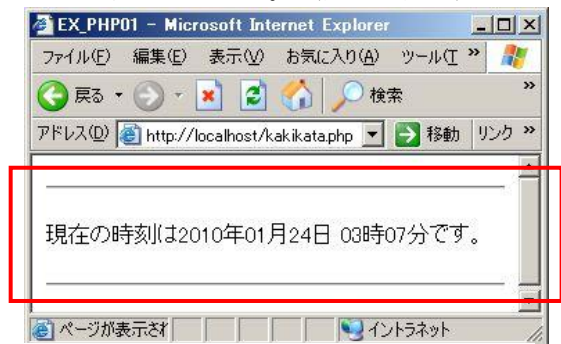 EX_PHP01 - Microsoft Internet Explorer
ファイル(F) 編集(E) 表示(V) お気に入り(A) ツール(T »
戻る 検索 »
アドレス(D) http://localhost/kakikata.php 移動 リンク »
現在の時刻は2010年01月24日 03時07分です。
ページが表示され イントラネット